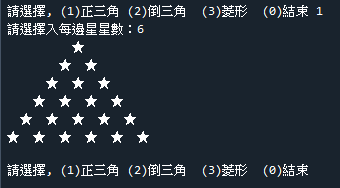 請選擇, (1)正三角 (2)倒三角  (3)菱形  (0)結束 1
請選擇入每邊星星數：6
★
★ ★
★ ★ ★
★ ★ ★ ★
★ ★ ★ ★ ★
★ ★ ★ ★ ★ ★
請選擇, (1)正三角 (2)倒三角  (3)菱形  (0)結束